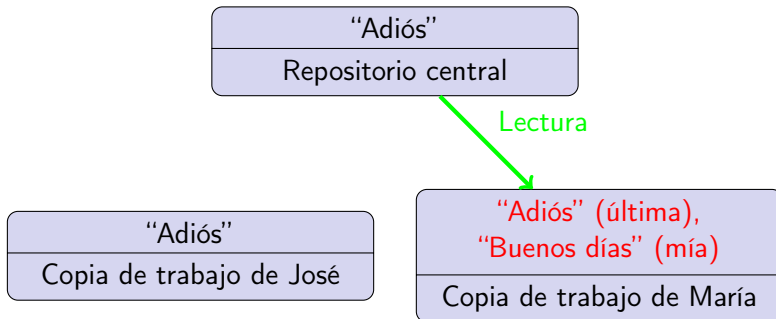 “Adiós”
Repositorio central
Lectura
“Adiós”
Copia de trabajo de José
“Adiós” (última),
“Buenos días” (mía)
Copia de trabajo de María